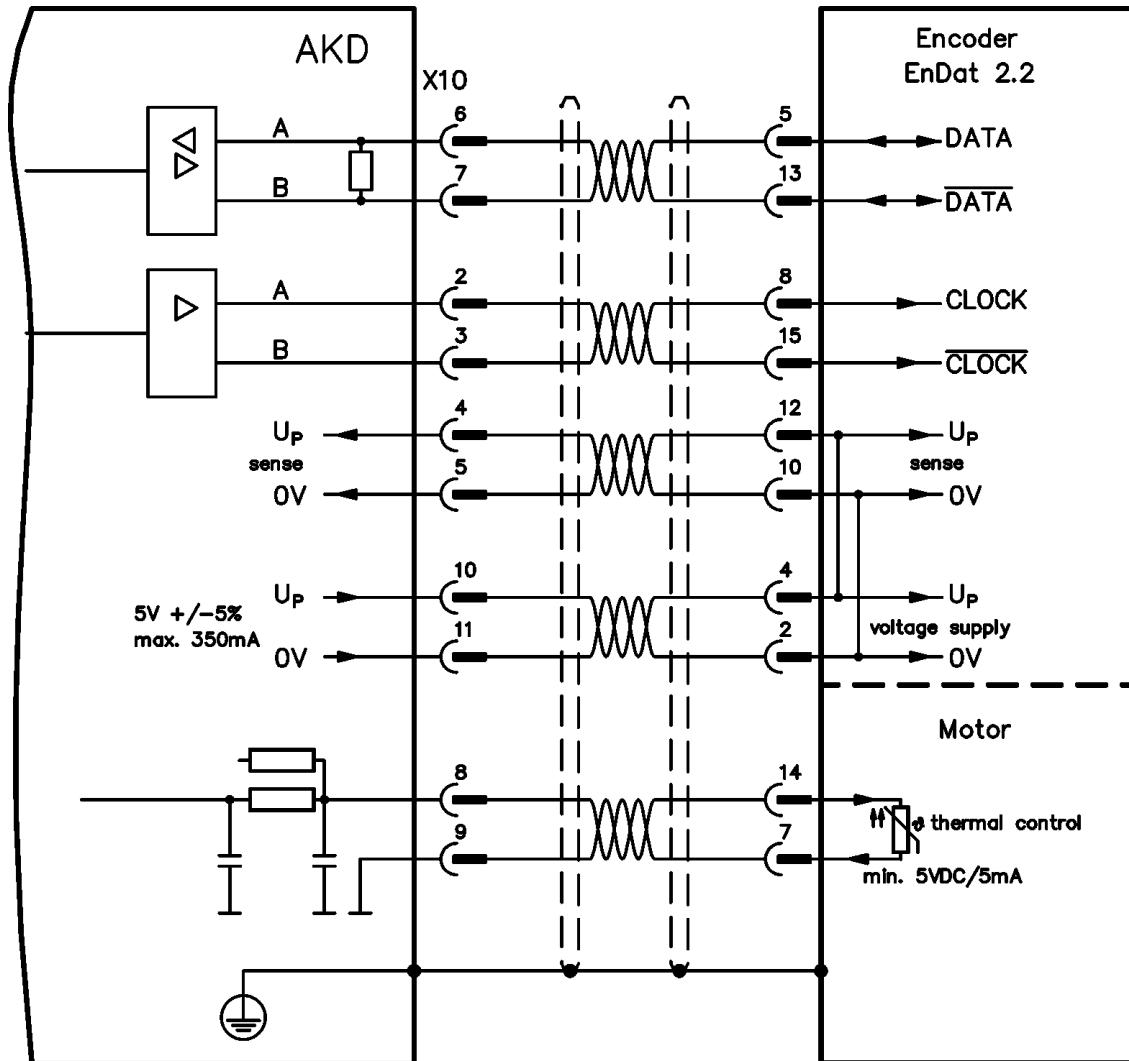 AKD
Encoder
EnDat 2.2
X10
A 6 5 DATA
B 7 13 DATA
A 2 8 CLOCK
B 3 15 CLOCK
UP 4 12 UP
sense sense
0V 5 10 0V
UP 10 4 UP
5V +/-5%
max. 350mA
voltage supply
0V 11 2 0V
Motor
8 14
ϑ thermal control
9 7
min. 5VDC/5mA